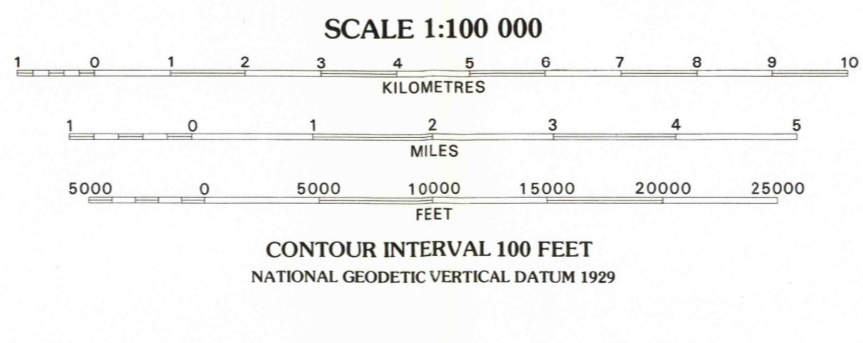 SCALE 1:100 000
1 0 1 2 3 4 5 6 7 8 9 10
KILOMETRES
1 0 1 2 3 4 5
MILES
5000 0 5000 10000 15000 20000 25000
FEET
CONTOUR INTERVAL 100 FEET
NATIONAL GEODETIC VERTICAL DATUM 1929